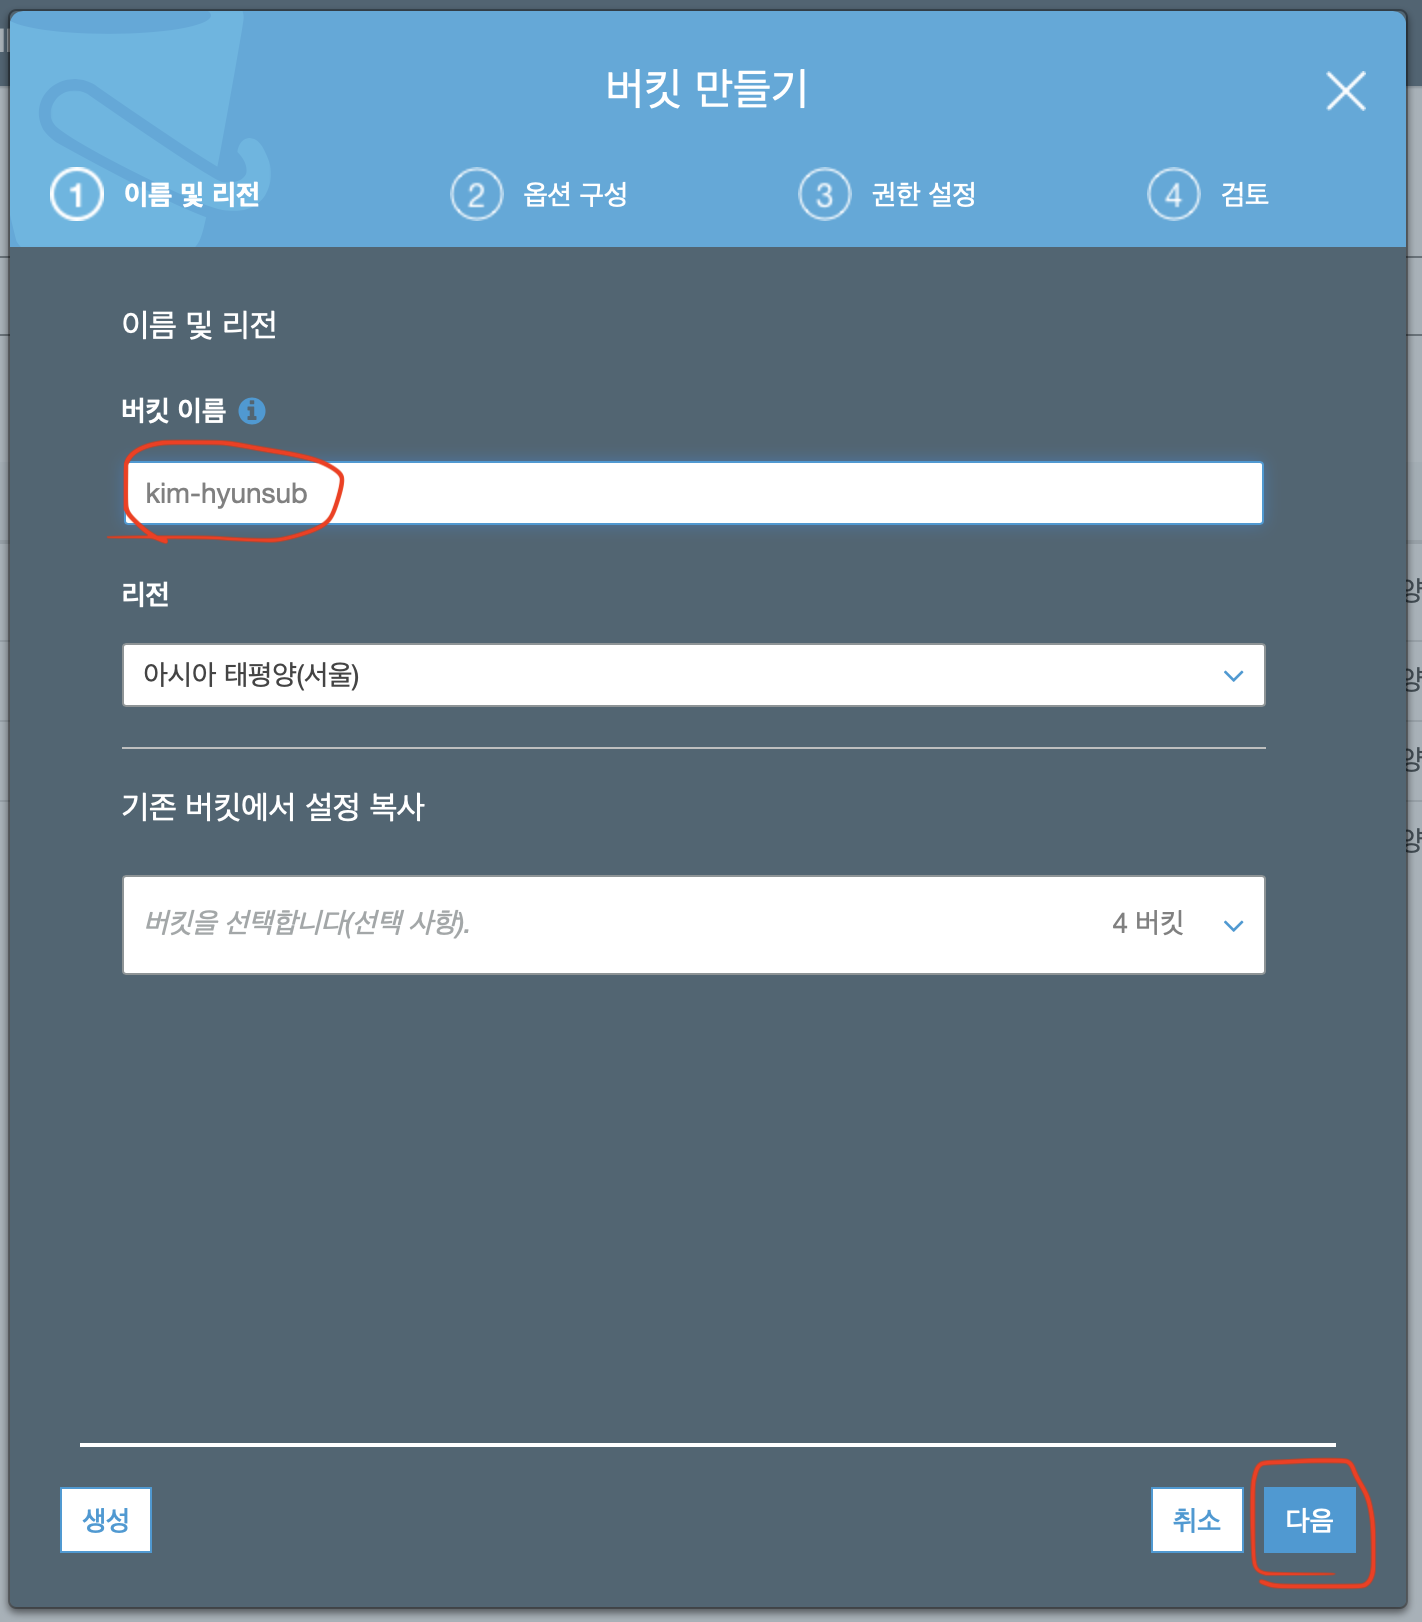 버킷 만들기
1 이름 및 리전
2 옵션 구성
3 권한 설정
4 검토
이름 및 리전
버킷 이름
kim-hyunsub
리전
아시아 태평양(서울)
기존 버킷에서 설정 복사
버킷을 선택합니다(선택 사항). 4 버킷
생성 취소 다음
양
양
양
양